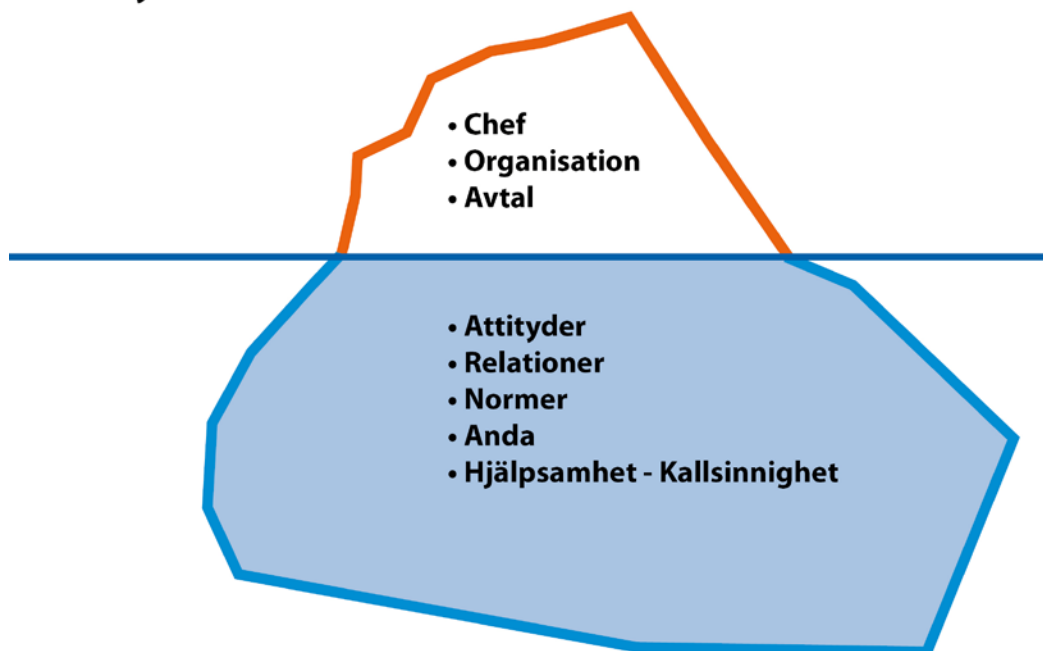 • Chef
• Organisation
• Avtal
• Attityder
• Relationer
• Normer
• Anda
• Hjälpsamhet - Kallsinnighet